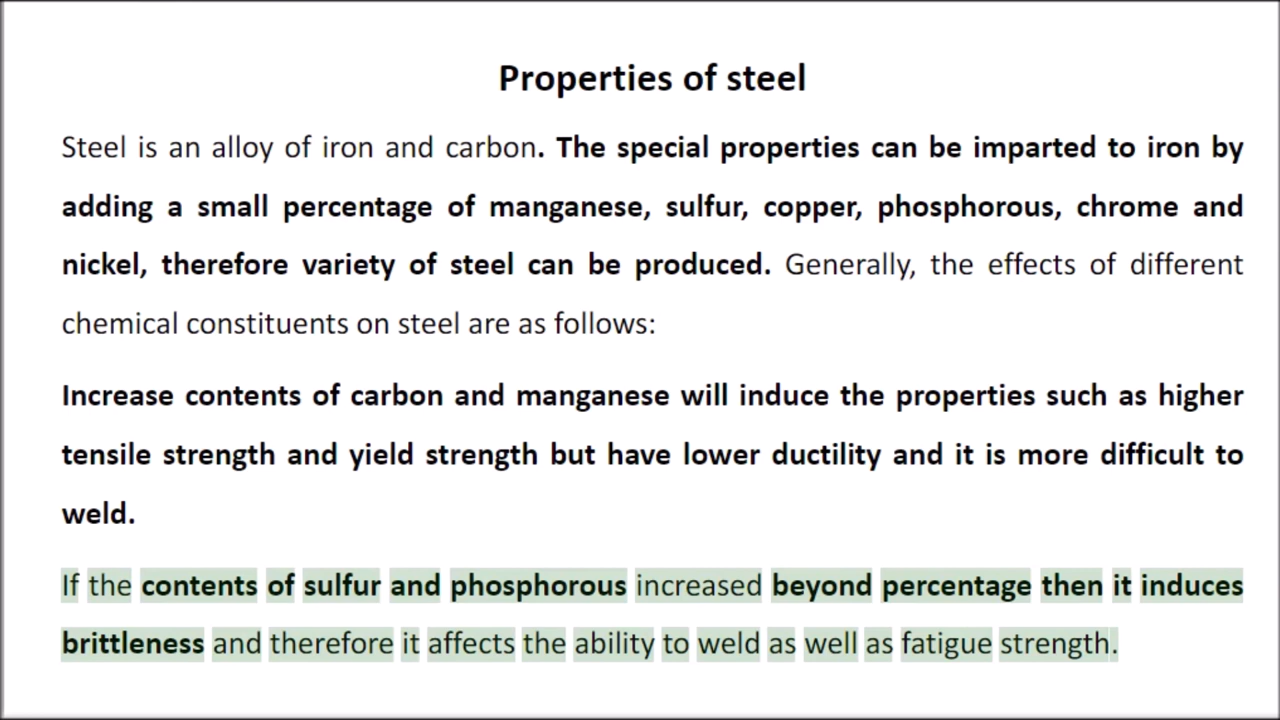 Properties of steel
Steel is an alloy of iron and carbon. The special properties can be imparted to iron by
adding a small percentage of manganese, sulfur, copper, phosphorous, chrome and
nickel, therefore variety of steel can be produced. Generally, the effects of different
chemical constituents on steel are as follows:
Increase contents of carbon and manganese will induce the properties such as higher
tensile strength and yield strength but have lower ductility and it is more difficult to
weld.
If the contents of sulfur and phosphorous increased beyond percentage then it induces
brittleness and therefore it affects the ability to weld as well as fatigue strength.